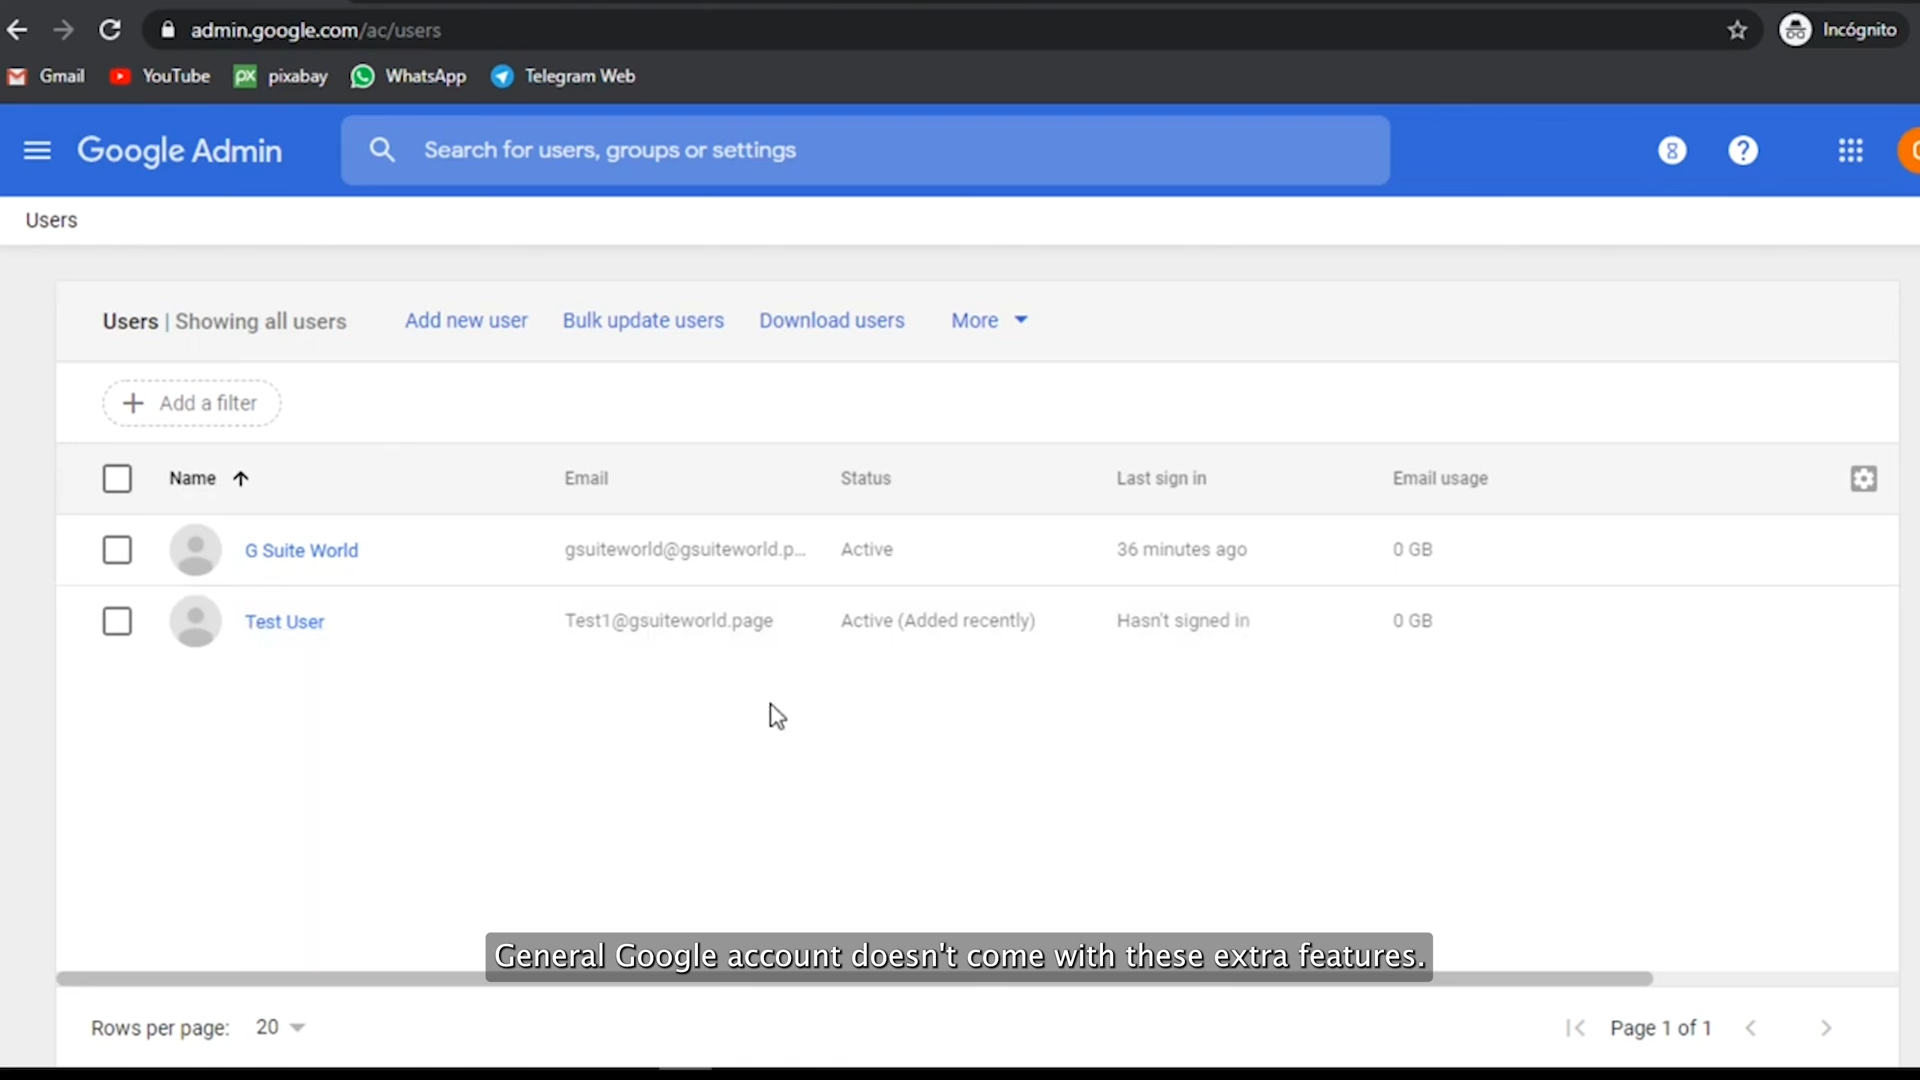 admin.google.com/ac/users
Incógnito
Gmail YouTube pixabay WhatsApp Telegram Web
Google Admin
Search for users, groups or settings
Users
Users | Showing all users Add new user Bulk update users Download users More
Add a filter
Name Email Status Last sign in Email usage
G Suite World gsuiteworld@gsuiteworld.p... Active 36 minutes ago 0 GB
Test User Test1@gsuiteworld.page Active (Added recently) Hasn't signed in 0 GB
General Google account doesn't come with these extra features.
Rows per page: 20 Page 1 of 1